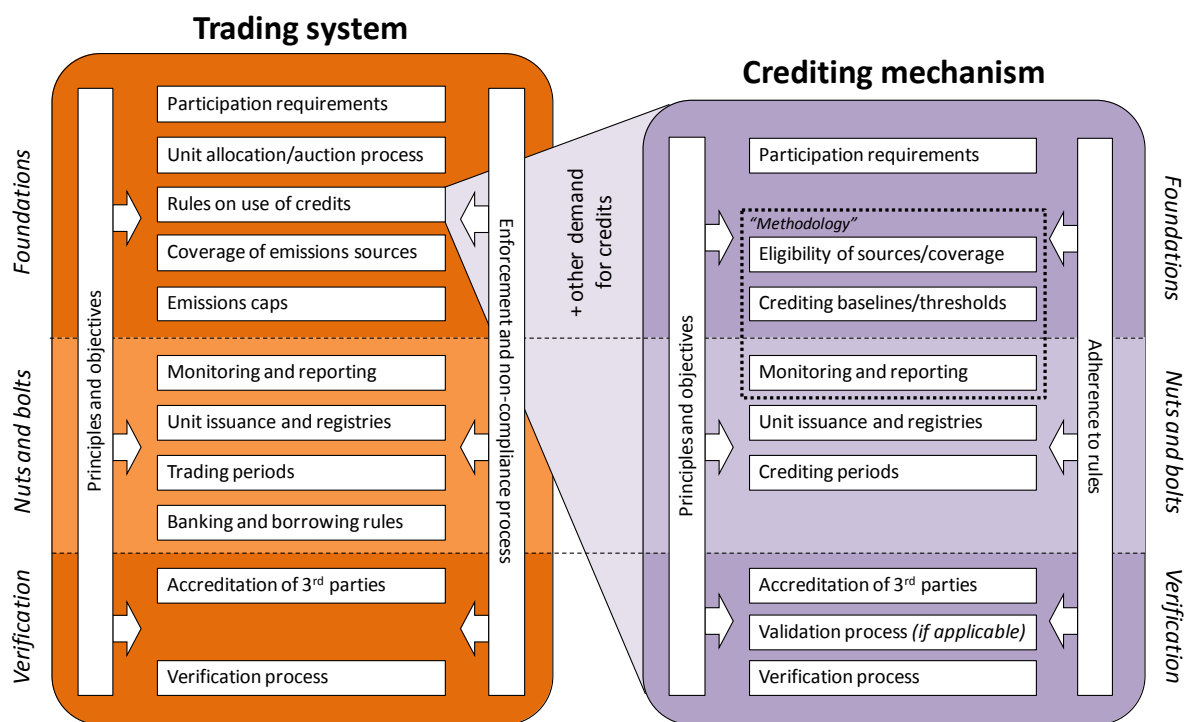 Trading system
Foundations
Nuts and bolts
Verification
Principles and objectives
Participation requirements
Unit allocation/auction process
Rules on use of credits
Coverage of emissions sources
Emissions caps
Monitoring and reporting
Unit issuance and registries
Trading periods
Banking and borrowing rules
Accreditation of 3rd parties
Verification process
Enforcement and non-compliance process
+ other demand
for credits
Crediting mechanism
Principles and objectives
Participation requirements
“Methodology”
Eligibility of sources/coverage
Crediting baselines/thresholds
Monitoring and reporting
Unit issuance and registries
Crediting periods
Accreditation of 3rd parties
Validation process (if applicable)
Verification process
Adherence to rules
Foundations
Nuts and bolts
Verification